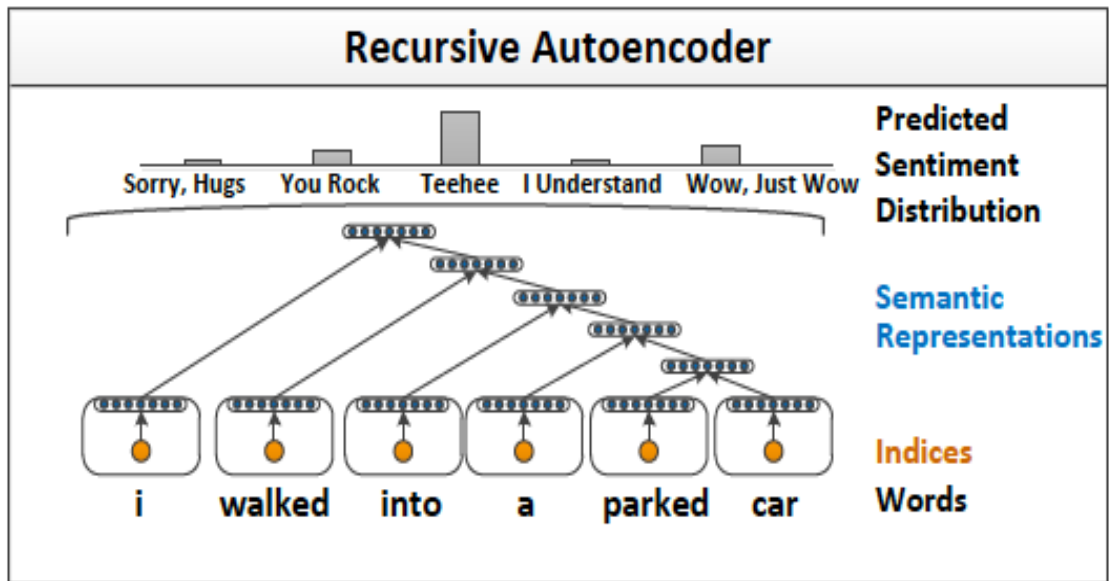 Recursive Autoencoder
Predicted
Sentiment
Distribution
Sorry, Hugs
You Rock
Teehee
I Understand
Wow, Just Wow
Semantic
Representations
Indices
Words
i
walked
into
a
parked
car